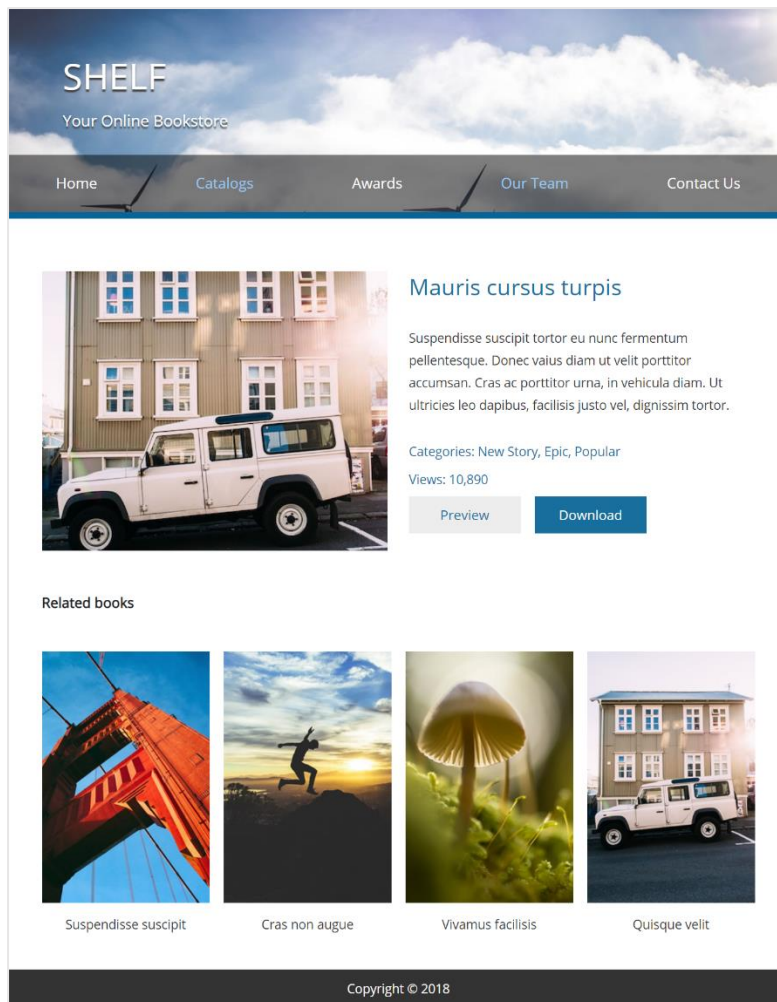 SHELF
Your Online Bookstore
Home Catalogs Awards Our Team Contact Us
Mauris cursus turpis
Suspendisse suscipit tortor eu nunc fermentum
pellentesque. Donec vaius diam ut velit porttitor
accumsan. Cras ac porttitor urna, in vehicula diam. Ut
ultricies leo dapibus, facilisis justo vel, dignissim tortor.
Categories: New Story, Epic, Popular
Views: 10,890
Preview Download
Related books
Suspendisse suscipit Cras non augue Vivamus facilisis Quisque velit
Copyright © 2018